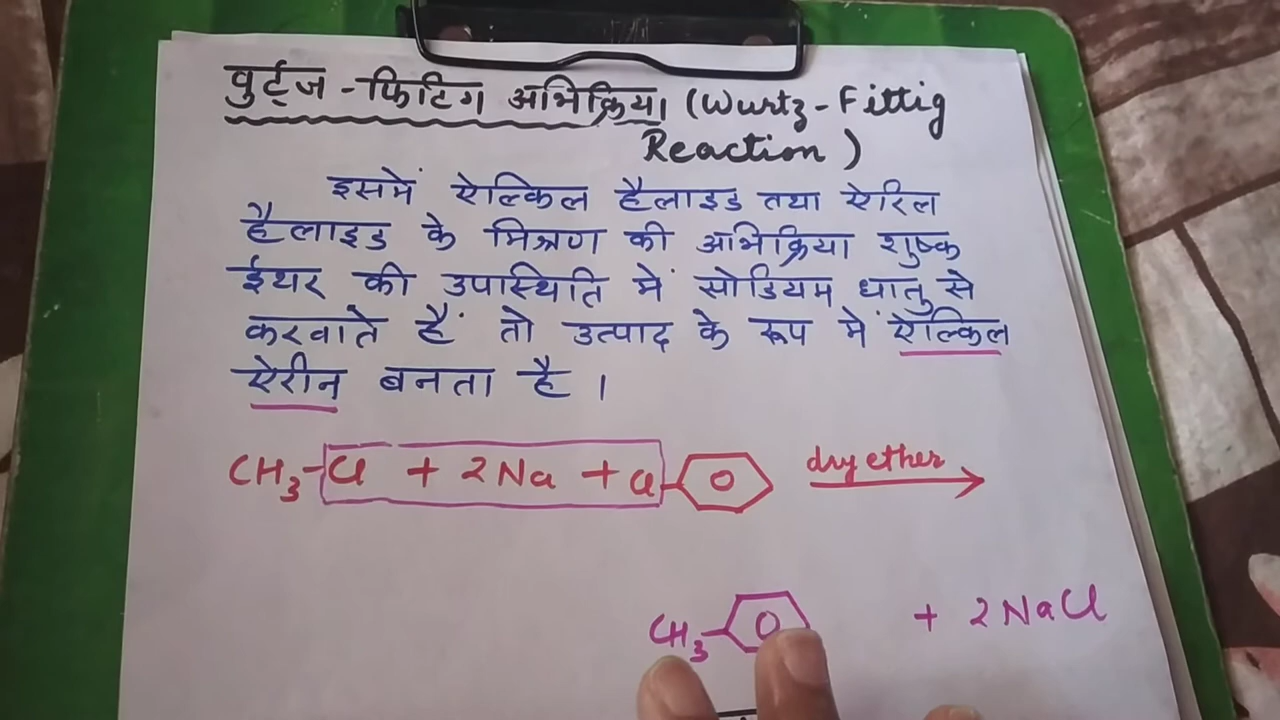 वुर्ट्ज - फिटिग अभिक्रिया (Wurtz - Fittig
Reaction)
इसमें ऐल्किल हैलाइड तथा ऐरिल
हैलाइड के मिश्रण की अभिक्रिया शुष्क
ईथर की उपास्थिति में सोडियम धातु से
करवाते हैं तो उत्पाद के रूप में ऐल्किल
ऐरीन बनता है ।
CH3-Cl + 2Na + Cl- dry ether
CH3- + 2NaCl